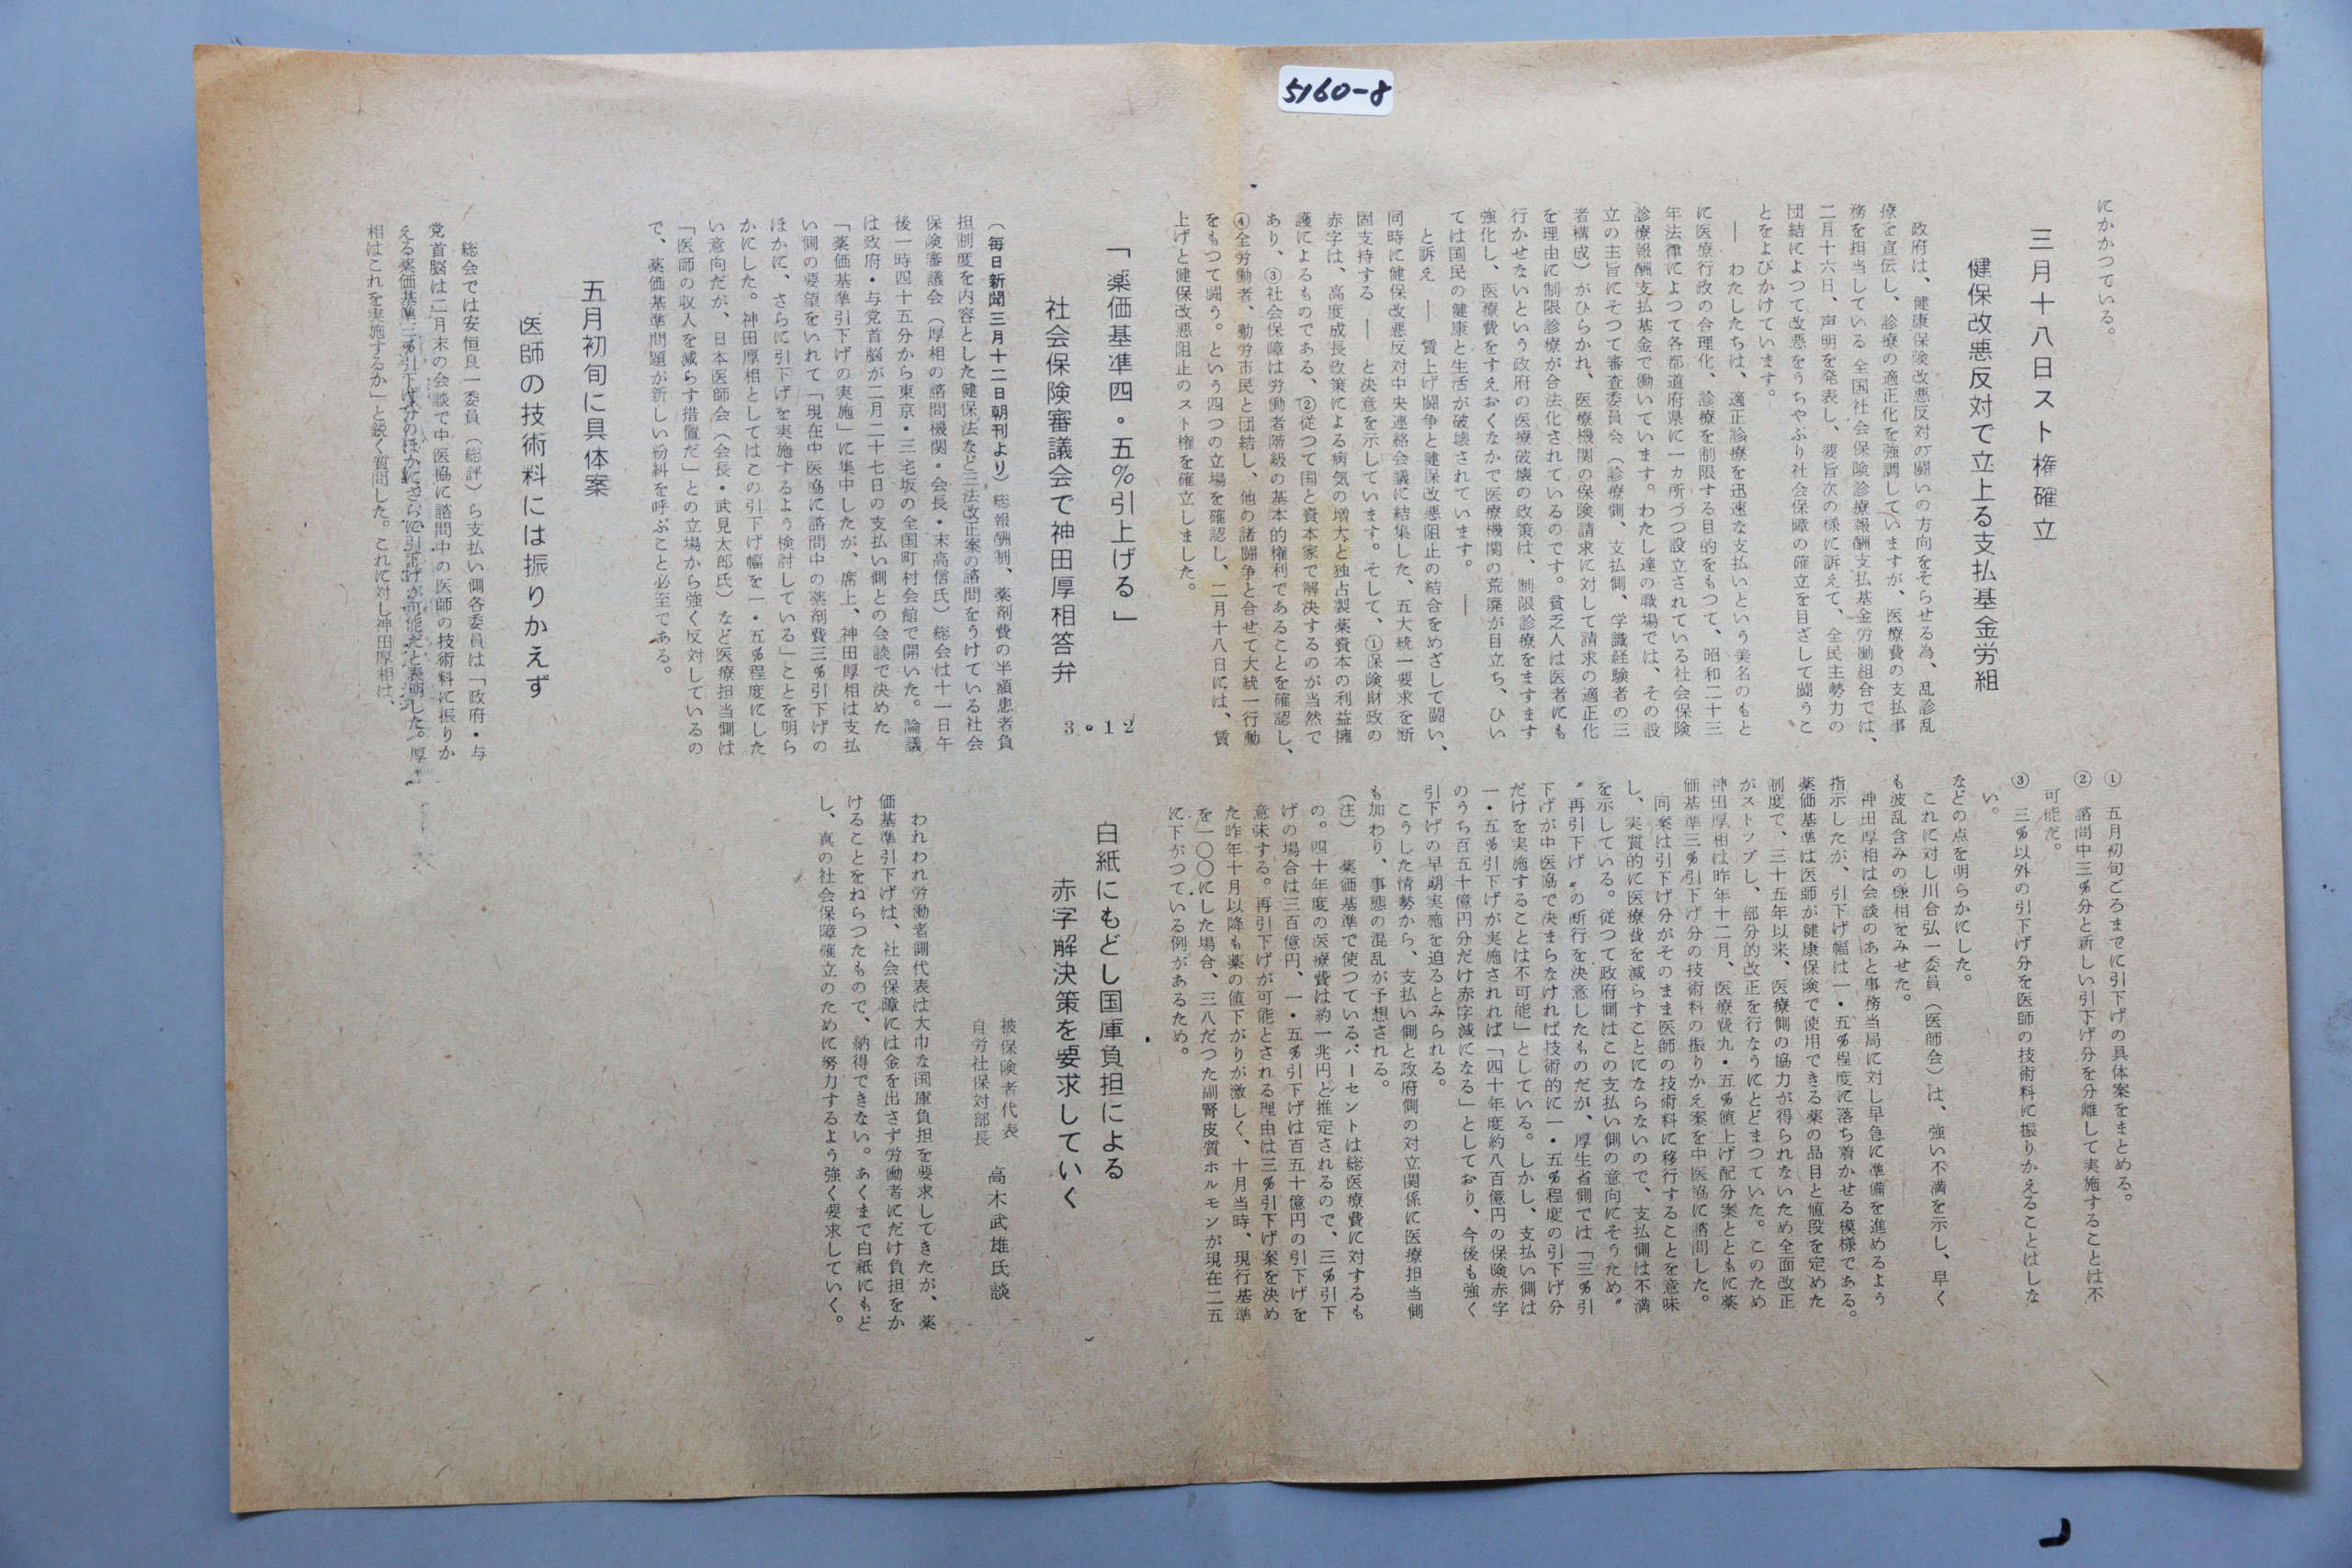 5160-8
にかかつている。
三月十八日スト権確立
健保改悪反対で立上る支払基金労組
政府は、健康保険改悪反対の闘いの方向をそらせる為、乱診乱
療を宣伝し、診療の適正化を強調していますが、医療費の支払事
務を担当している全国社会保険診療報酬支払基金労働組合では、
二月十六日、声明を発表し、要旨次の様に訴えて、全民主勢力の
団結によつて改悪をうちやぶり社会保障の確立を目ざして闘うこ
とをよびかけています。
― わたしたちは、適正診療を迅速な支払いという美名のもと
に医療行政の合理化、診療を制限する目的をもつて、昭和二十三
年法律によつて各都道府県に一カ所づつ設立されている社会保険
診療報酬支払基金で働いています。わたし達の職場では、その設
立の主旨にそつて審査委員会（診療側、支払側、学識経験者の三
者構成）がひらかれ、医療機関の保険請求に対して請求の適正化
を理由に制限診療が合法化されているのです。貧乏人は医者にも
行かせないという政府の医療破壊の政策は、制限診療をますます
強化し、医療費をすえおくなかで医療機関の荒廃が目立ち、ひい
ては国民の健康と生活が破壊されています。 ―
と訴え ― 賃上げ闘争と健保改悪阻止の結合をめざして闘い、
同時に健保改悪反対中央連絡会議に結集した、五大統一要求を断
固支持する ― と決意を示しています。そして、①保険財政の
赤字は、高度成長政策による病気の増大と独占製薬資本の利益擁
護によるものである、②従つて国と資本家で解決するのが当然で
あり、③社会保障は労働者階級の基本的権利であることを確認し、
④全労働者、勤労市民と団結し、他の諸闘争と合せて大統一行動
をもつて闘う。という四つの立場を確認し、二月十八日には、賃
上げと健保改悪阻止のスト権を確立しました。
「薬価基準四・五%引上げる」
社会保険審議会で神田厚相答弁
3・12
（毎日新聞三月十二日朝刊より）総報酬制、薬剤費の半額患者負
担制度を内容とした健保法など三法改正案の諮問をうけている社会
保険審議会（厚相の諮問機関・会長・末高信氏）総会は十一日午
後一時四十五分から東京・三宅坂の全国町村会館で開いた。論議
は政府・与党首脳が二月二十七日の支払い側との会談で決めた
「薬価基準引下げの実施」に集中したが、席上、神田厚相は支払
い側の要望をいれて「現在中医協に諮問中の薬剤費三％引下げの
ほかに、さらに引下げを実施するよう検討している」ことを明ら
かにした。神田厚相としてはこの引下げ幅を一・五％程度にした
い意向だが、日本医師会（会長・武見太郎氏）など医療担当側は
「医師の収入を減らす措置だ」との立場から強く反対しているの
で、薬価基準問題が新しい紛糾を呼ぶこと必至である。
五月初旬に具体案
医師の技術料には振りかえず
総会では安恒良一委員（総評）ら支払い側各委員は「政府・与
党首脳は二月末の会談で中医協に諮問中の医師の技術料に振りか
える薬価基準三％引下げ分のほかにさらに引下げが可能だと表明した。厚
相はこれを実施するか」と鋭く質問した。これに対し神田厚相は、
① 五月初旬ごろまでに引下げの具体案をまとめる。
② 諮問中三％分と新しい引下げ分を分離して実施することは不
可能だ。
③ 三％以外の引下げ分を医師の技術料に振りかえることはしな
い。
などの点を明らかにした。
これに対し川合弘一委員（医師会）は、強い不満を示し、早く
も波乱含みの様相をみせた。
神田厚相は会談のあと事務当局に対し早急に準備を進めるよう
指示したが、引下げ幅は一・五％程度に落ち着かせる模様である。
薬価基準は医師が健康保険で使用できる薬の品目と値段を定めた
制度で、三十五年以来、医療側の協力が得られないため全面改正
がストップし、部分的改正を行なうにとどまつていた。このため
神田厚相は昨年十二月、医療費九・五％値上げ配分案とともに薬
価基準三％引下げ分の技術料の振りかえ案を中医協に諮問した。
同案は引下げ分がそのまま医師の技術料に移行することを意味
し、実質的に医療費を減らすことにならないので、支払側は不満
を示している。従つて政府側はこの支払い側の意向にそうため〃
〃再引下げ〃の断行を決意したものだが、厚生省側では「三％引
下げが中医協で決まらなければ技術的に一・五％程度の引下げ分
だけを実施することは不可能」としている。しかし、支払い側は
一・五％引下げが実施されれば「四十年度約八百億円の保険赤字
のうち百五十億円分だけ赤字減になる」としており、今後も強く
引下げの早期実施を迫るとみられる。
こうした情勢から、支払い側と政府側の対立関係に医療担当側
も加わり、事態の混乱が予想される。
（注） 薬価基準で使つているパーセントは総医療費に対するも
の。四十年度の医療費は約一兆円と推定されるので、三％引下
げの場合は三百億円、一・五％引下げは百五十億円の引下げを
意味する。再引下げが可能とされる理由は三％引下げ案を決め
た昨年十月以降も薬の値下がりが激しく、十月当時、現行基準
を一〇〇にした場合、三八だつた副腎皮質ホルモンが現在二五
に下がつている例があるため。
白紙にもどし国庫負担による
赤字解決策を要求していく
被保険者代表
自労社社保対部長
高木武雄氏談
われわれ労働者側代表は大巾な国庫負担を要求してきたが、薬
価基準引下げは、社会保障には金を出さず労働者にだけ負担をか
けることをねらつたもので、納得できない。あくまで白紙にもど
し、真の社会保障確立のために努力するよう強く要求していく。